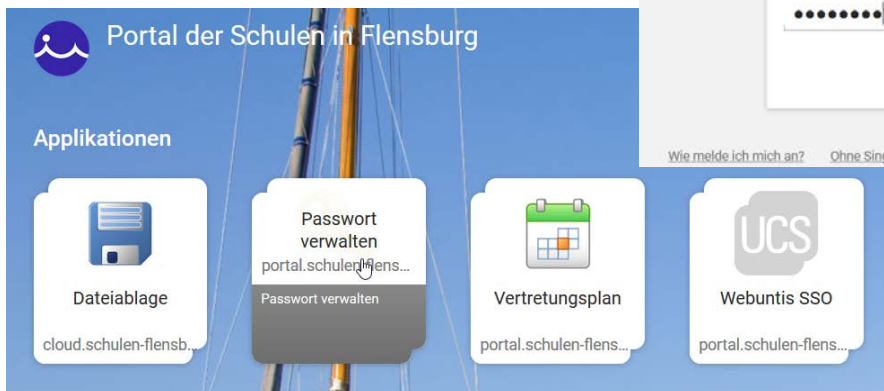 Portal der Schulen in Flensburg
Applikationen
Wie melde ich mich an? Ohne
Passwort
verwalten
portal.schulen-flens...
Passwort verwalten
Dateiablage
cloud.schulen-flensb...
Vertretungsplan
portal.schulen-flens...
UCS
Webuntis SSO
portal.schulen-flens...